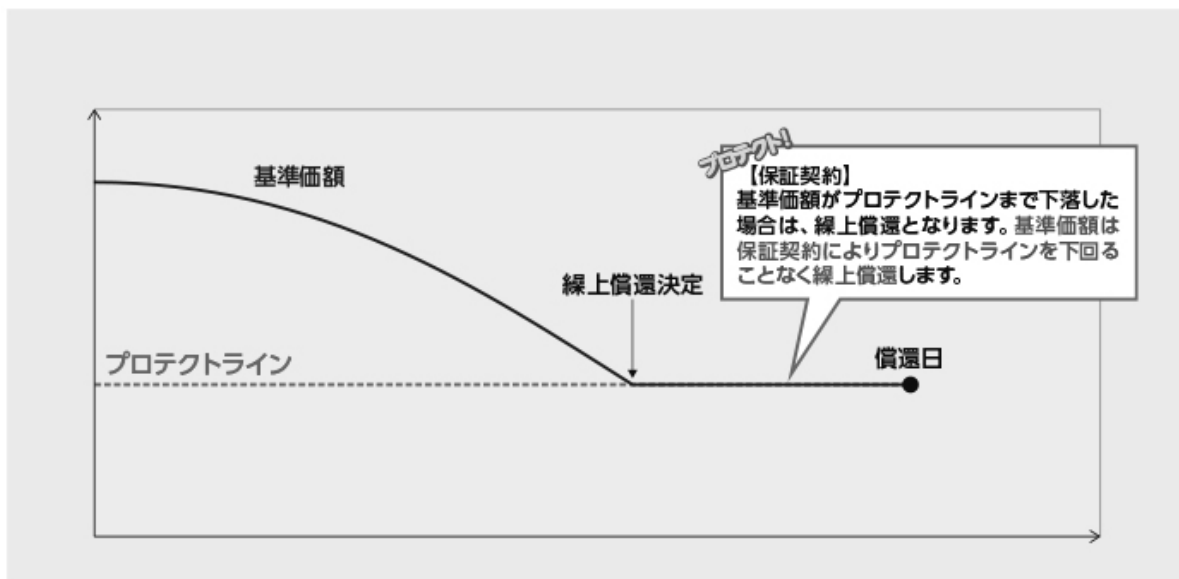 プロテクト!
【保証契約】
基準価額がプロテクトラインまで下落した
場合は、繰上償還となります。基準価額は
保証契約によりプロテクトラインを下回る
ことなく繰上償還します。
基準価額
繰上償還決定
プロテクトライン
償還日